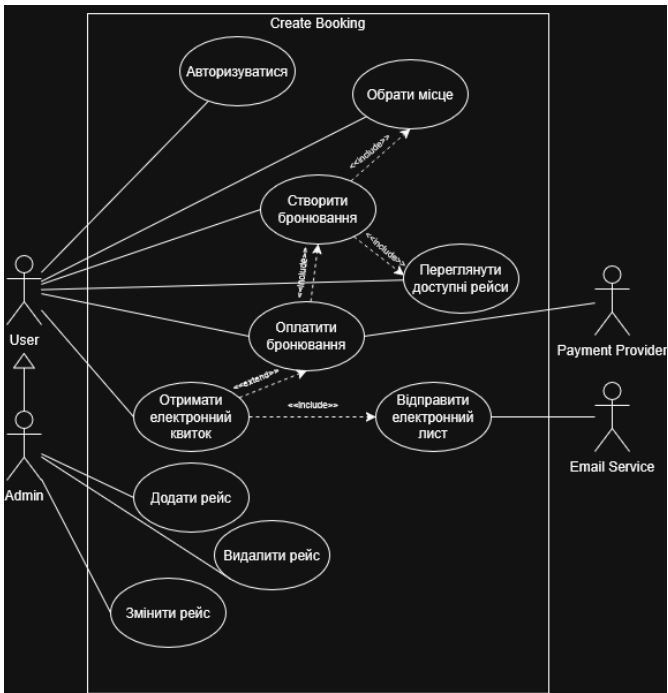 Create Booking
Авторизуватися
Обрати місце
<<include>>
Створити
бронювання
<<include>>
Переглянути
доступні рейси
<<include>>
User
Оплатити
бронювання
Payment Provider
<<extend>>
Отримати
електронний
квиток
<<include>>
Відправити
електронний
лист
Email Service
Admin
Додати рейс
Видалити рейс
Змінити рейс